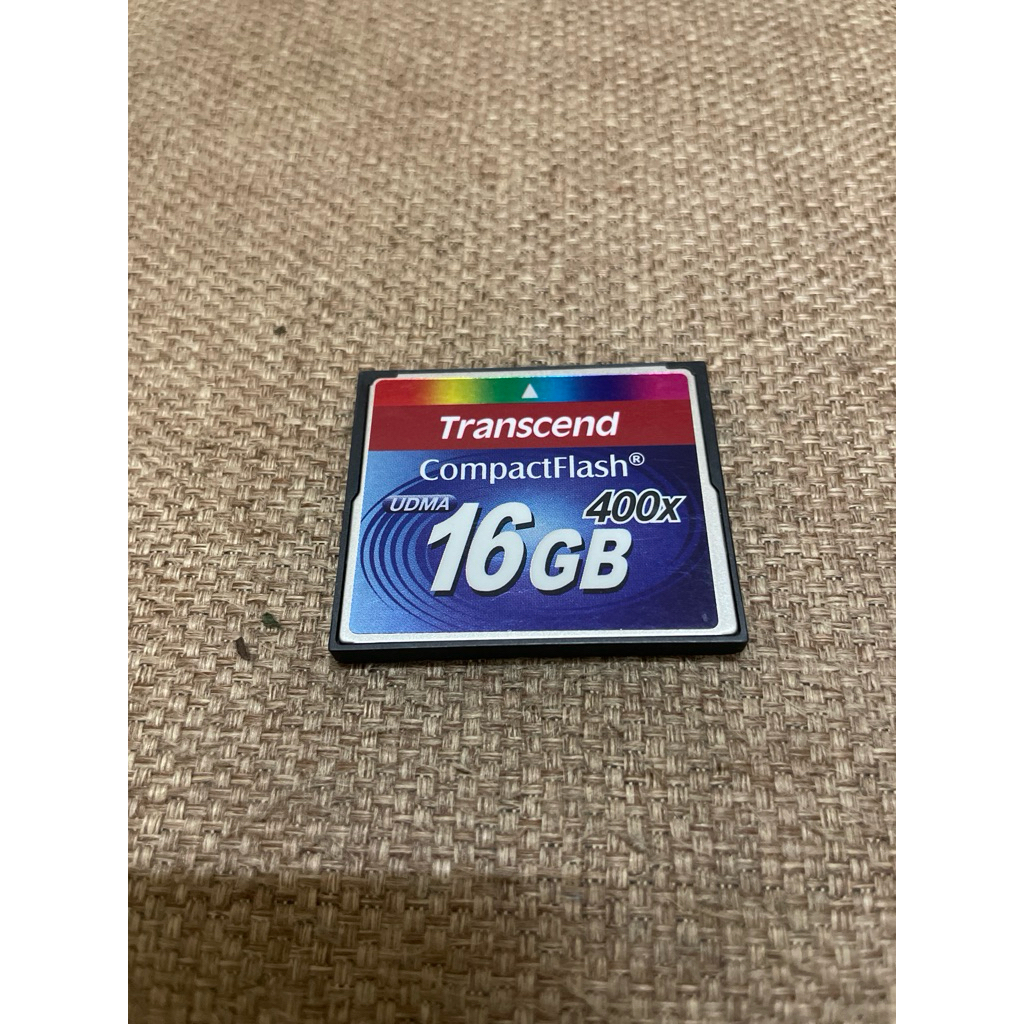 Transcend
CompactFlash®
UDMA
400x
16GB